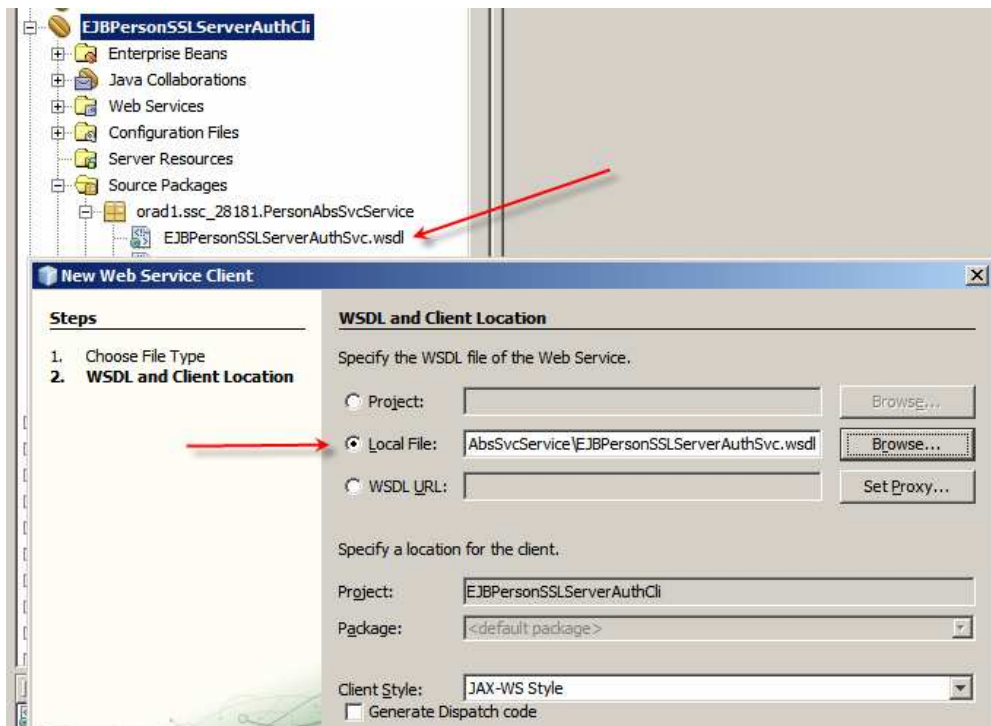 EJBPersonSSLServerAuthCli
Enterprise Beans
Java Collaborations
Web Services
Configuration Files
Server Resources
Source Packages
orad1.ssc_28181.PersonAbsSvcService
EJBPersonSSLServerAuthSvc.wsdl
New Web Service Client
Steps
1. Choose File Type
2. WSDL and Client Location
WSDL and Client Location
Specify the WSDL file of the Web Service.
Project: Browse...
Local File: AbsSvcService\EJBPersonSSLServerAuthSvc.wsdl Browse...
WSDL URL: Set Proxy...
Specify a location for the client.
Project: EJBPersonSSLServerAuthCli
Package: <default package>
Client Style: JAX-WS Style
Generate Dispatch code